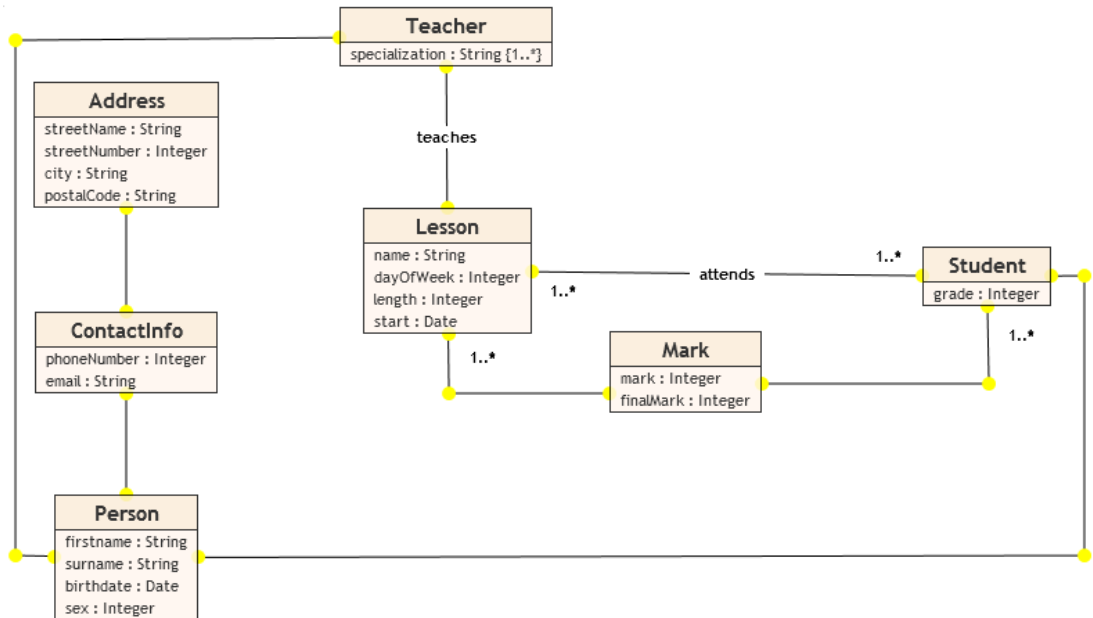 Teacher
specialization : String {1..*}
Address
streetName : String
streetNumber : Integer
city : String
postalCode : String
teaches
Lesson
name : String
dayOfWeek : Integer
length : Integer
start : Date
1..*
attends
1..*
Student
grade : Integer
ContactInfo
phoneNumber : Integer
email : String
1..*
Mark
mark : Integer
finalMark : Integer
1..*
Person
firstname : String
surname : String
birthdate : Date
sex : Integer